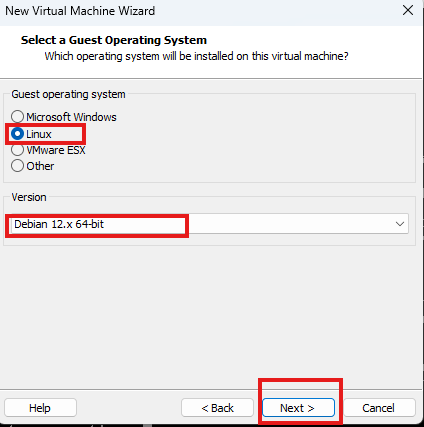 New Virtual Machine Wizard
Select a Guest Operating System
Which operating system will be installed on this virtual machine?
Guest operating system
Microsoft Windows
Linux
VMware ESX
Other
Version
Debian 12.x 64-bit
Help
< Back
Next >
Cancel